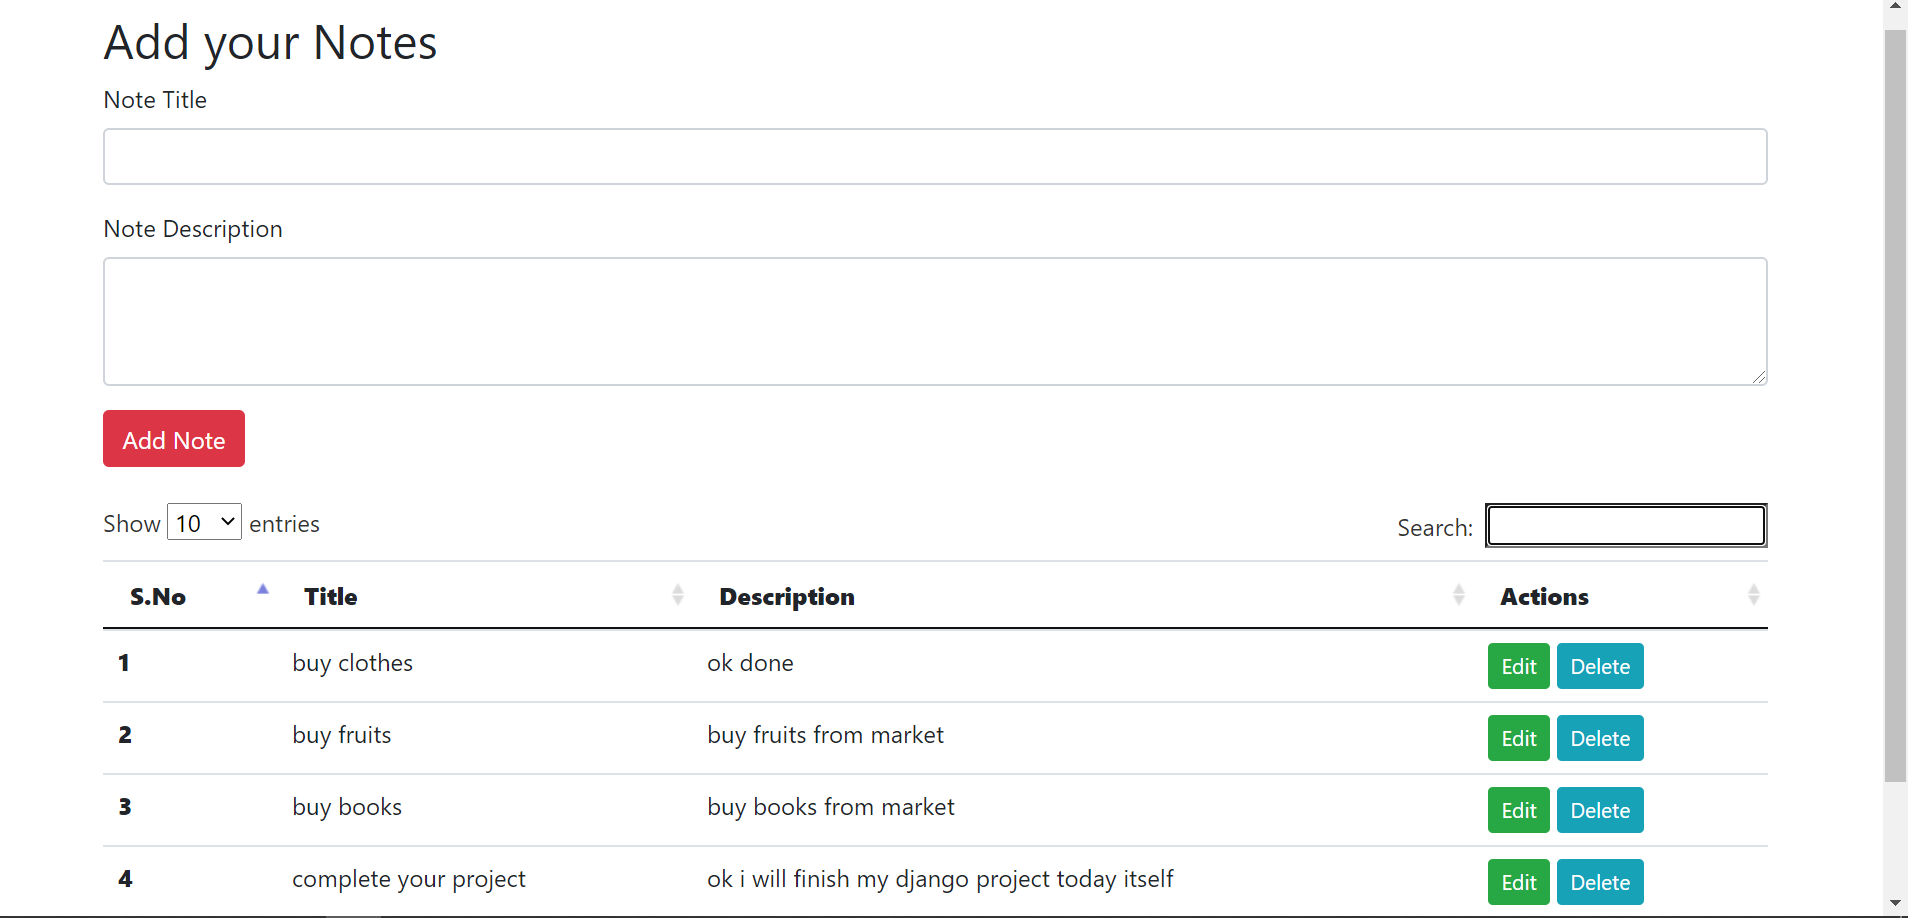 Add your Notes
Note Title
Note Description
Add Note
Show 10 entries Search:
S.No Title Description Actions
1 buy clothes ok done Edit Delete
2 buy fruits buy fruits from market Edit Delete
3 buy books buy books from market Edit Delete
4 complete your project ok i will finish my django project today itself Edit Delete